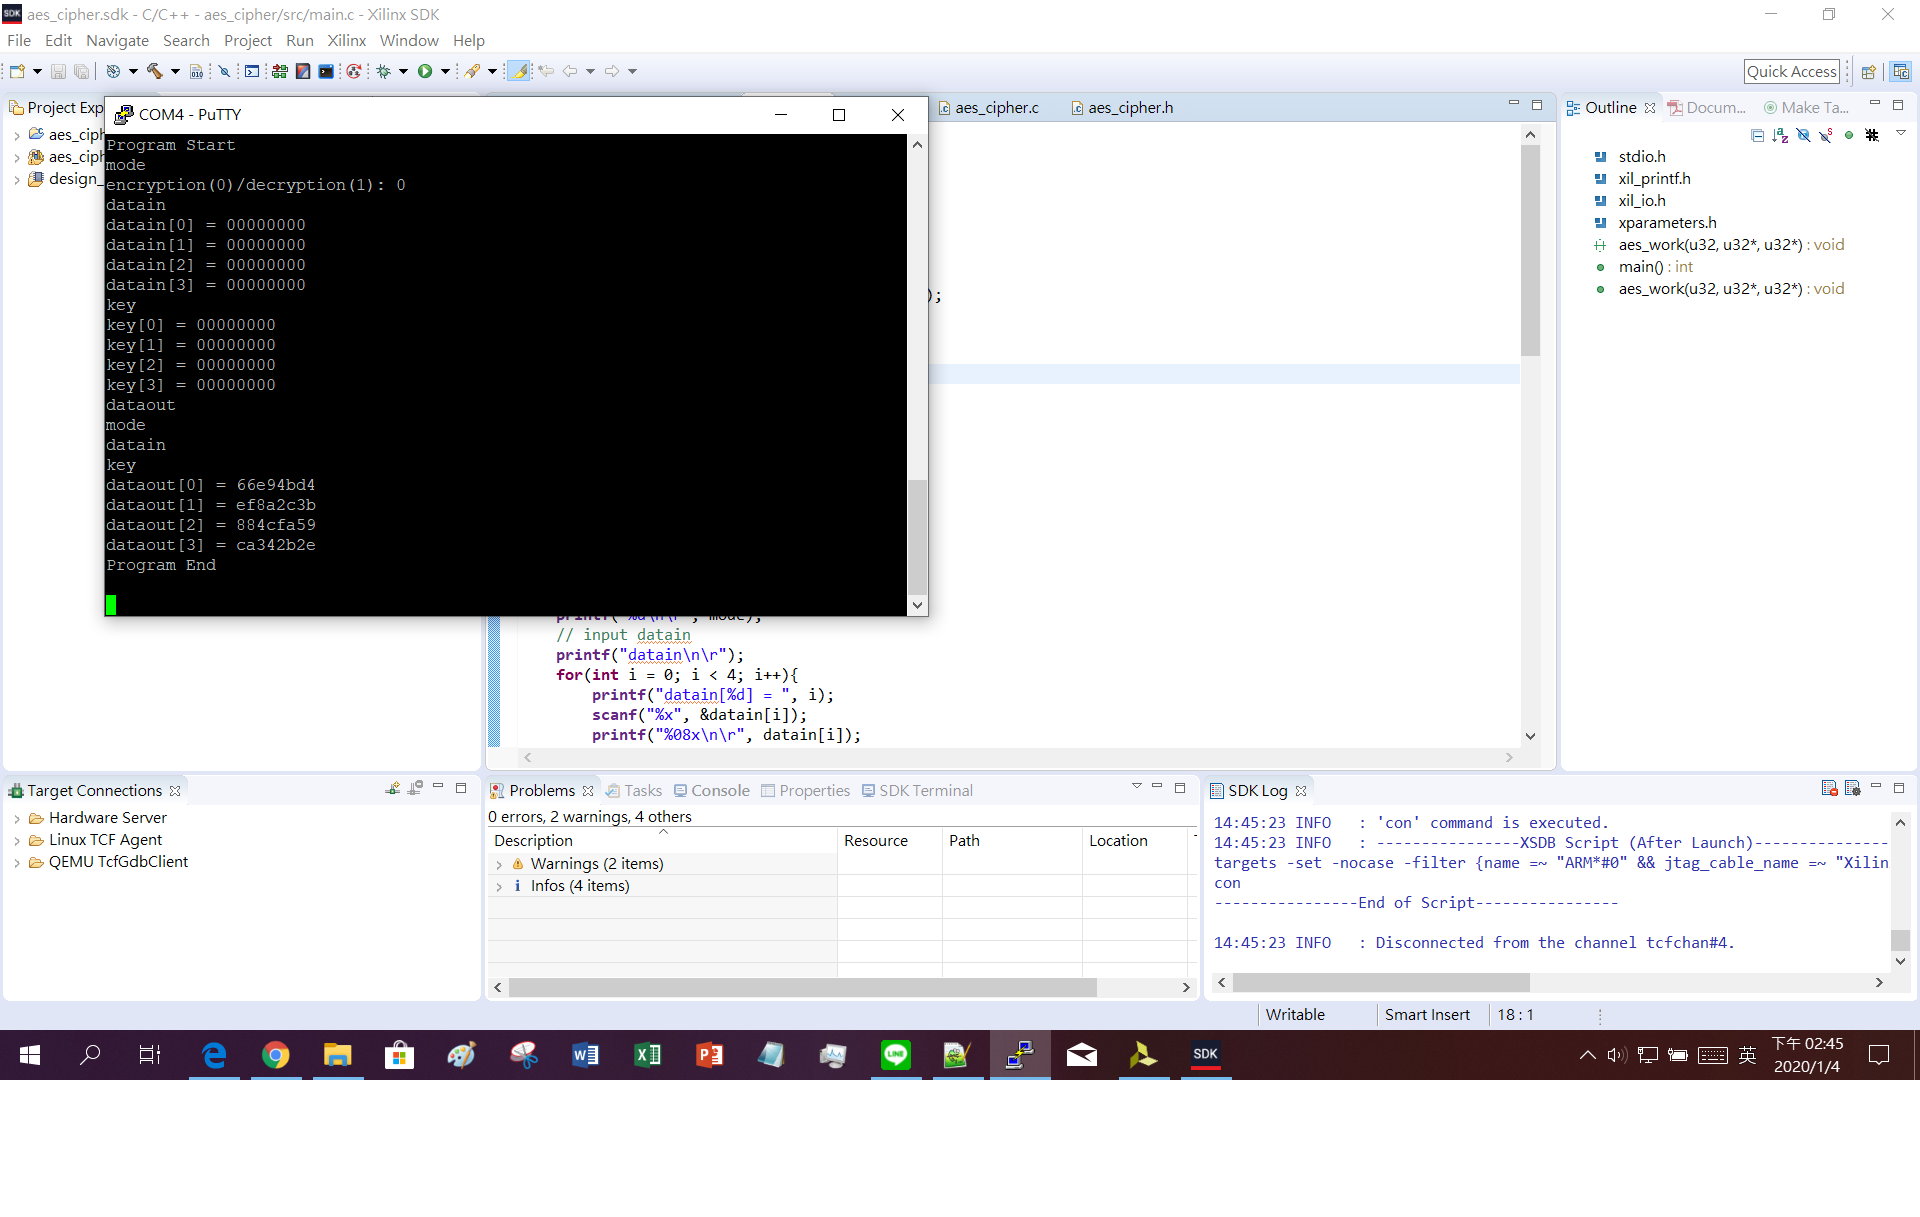 aes_cipher.sdk - C/C++ - aes_cipher/src/main.c - Xilinx SDK
File Edit Navigate Search Project Run Xilinx Window Help
Quick Access
Project Exp
aes_ciph
aes_ciph
design_
COM4 - PuTTY
Program Start
mode
encryption(0)/decryption(1): 0
datain
datain[0] = 00000000
datain[1] = 00000000
datain[2] = 00000000
datain[3] = 00000000
key
key[0] = 00000000
key[1] = 00000000
key[2] = 00000000
key[3] = 00000000
dataout
mode
datain
key
dataout[0] = 66e94bd4
dataout[1] = ef8a2c3b
dataout[2] = 884cfa59
dataout[3] = ca342b2e
Program End
aes_cipher.c aes_cipher.h
);
printf("%d\n\r", mode);
// input datain
printf("datain\n\r");
for(int i = 0; i < 4; i++){
printf("datain[%d] = ", i);
scanf("%x", &datain[i]);
printf("%08x\n\r", datain[i]);
Outline Docum... Make Ta...
stdio.h
xil_printf.h
xil_io.h
xparameters.h
aes_work(u32, u32*, u32*) : void
main() : int
aes_work(u32, u32*, u32*) : void
Target Connections
Hardware Server
Linux TCF Agent
QEMU TcfGdbClient
Problems Tasks Console Properties SDK Terminal
0 errors, 2 warnings, 4 others
Description Resource Path Location
Warnings (2 items)
Infos (4 items)
SDK Log
14:45:23 INFO : 'con' command is executed.
14:45:23 INFO : ----------------XSDB Script (After Launch)---------------
targets -set -nocase -filter {name =~ "ARM*#0" && jtag_cable_name =~ "Xilin
con
----------------End of Script----------------
14:45:23 INFO : Disconnected from the channel tcfchan#4.
Writable Smart Insert 18 : 1
SDK
英
下午 02:45
2020/1/4